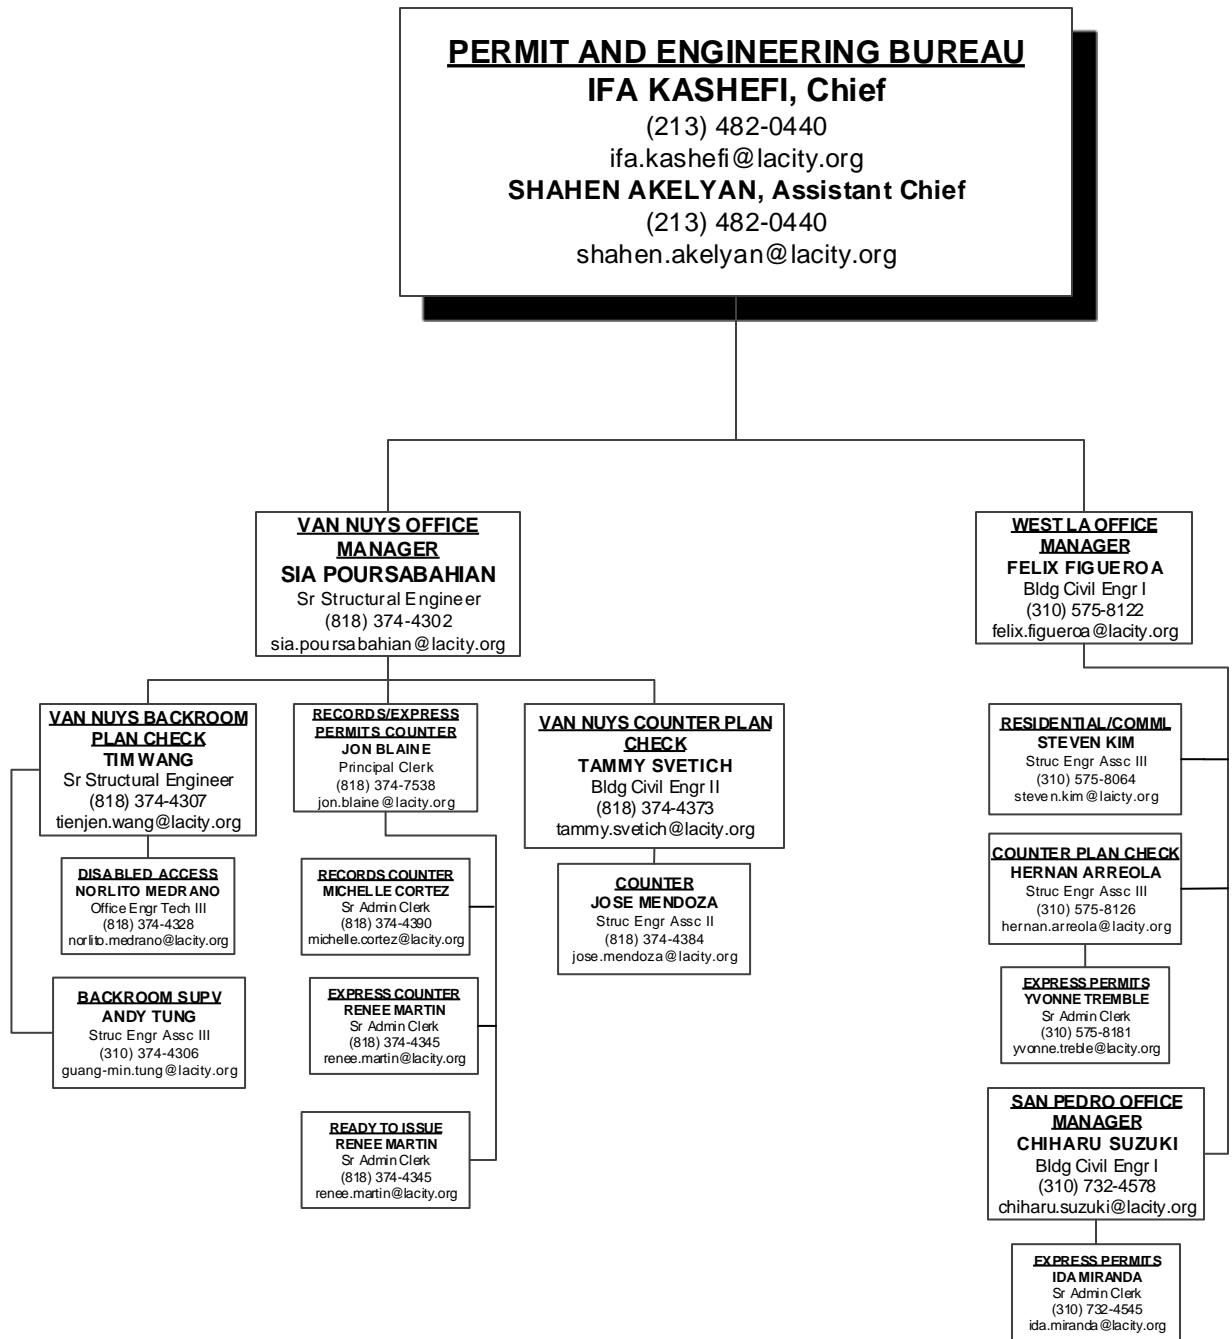 PERMIT AND ENGINEERING BUREAU
IFA KASHEFI, Chief
(213) 482-0440
ifa.kashefi@lacity.org
SHAHEN AKELYAN, Assistant Chief
(213) 482-0440
shahen.akelyan@lacity.org
VAN NUYS OFFICE
MANAGER
SIA POURSABAHIAN
Sr Structural Engineer
(818) 374-4302
sia.poursabahian@lacity.org
VAN NUYS BACKROOM
PLAN CHECK
TIM WANG
Sr Structural Engineer
(818) 374-4307
tienjen.wang@lacity.org
DISABLED ACCESS
NORLITO MEDRANO
Office Engr Tech III
(818) 374-4328
norlito.medrano@lacity.org
BACKROOM SUPV
ANDY TUNG
Struc Engr Assc III
(310) 374-4306
guang-min.tung@lacity.org
RECORDS/EXPRESS
PERMITS COUNTER
JON BLAINE
Principal Clerk
(818) 374-7538
jon.blaine@lacity.org
RECORDS COUNTER
MICHELLE CORTEZ
Sr Admin Clerk
(818) 374-4390
michelle.cortez@lacity.org
EXPRESS COUNTER
RENEE MARTIN
Sr Admin Clerk
(818) 374-4345
renee.martin@lacity.org
READY TO ISSUE
RENEE MARTIN
Sr Admin Clerk
(818) 374-4345
renee.martin@lacity.org
VAN NUYS COUNTER PLAN
CHECK
TAMMY SVETICH
Bldg Civil Engr II
(818) 374-4373
tammy.svetich@lacity.org
COUNTER
JOSE MENDOZA
Struc Engr Assc II
(818) 374-4384
jose.mendoza@lacity.org
WEST LA OFFICE
MANAGER
FELIX FIGUEROA
Bldg Civil Engr I
(310) 575-8122
felix.figueroa@lacity.org
RESIDENTIAL/COMML
STEVEN KIM
Struc Engr Assc III
(310) 575-8064
steven.kim@laicty.org
COUNTER PLAN CHECK
HERNAN ARREOLA
Struc Engr Assc III
(310) 575-8126
hernan.arreola@lacity.org
EXPRESS PERMITS
YVONNE TREMBLE
Sr Admin Clerk
(310) 575-8181
yvonne.treble@lacity.org
SAN PEDRO OFFICE
MANAGER
CHIHARU SUZUKI
Bldg Civil Engr I
(310) 732-4578
chiharu.suzuki@lacity.org
EXPRESS PERMITS
IDA MIRANDA
Sr Admin Clerk
(310) 732-4545
ida.miranda@lacity.org